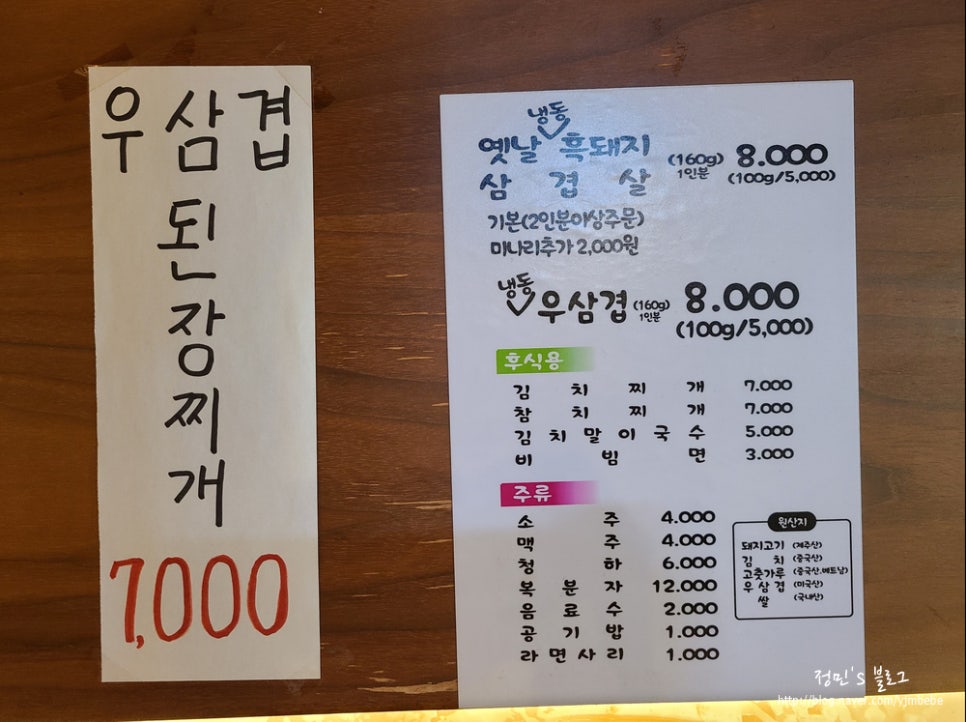 우삼겹
된
장
찌
개
7,000
냉동
옛날 흑돼지 (160g) 8.000
삼 겹 살 1인분 (100g/5,000)
기본(2인분이상주문)
미나리추가 2,000원
냉동
우삼겹 (160g) 1인분 8.000
(100g/5,000)
후식용
김 치 찌 개 7.000
참 치 찌 개 7.000
김 치 말 이 국 수 5.000
비 빔 면 3.000
주류
소 주 4.000
맥 주 4.000
청 하 6.000
복 분 자 12.000
음 료 수 2.000
공 기 밥 1.000
라 면 사 리 1.000
원산지
돼지고기 (제주산)
김 치 (중국산)
고춧가루 (중국산,베트남)
우 삼 겹 (미국산)
쌀 (국내산)
정민's 블로그
http://blog.naver.com/yjmbebe